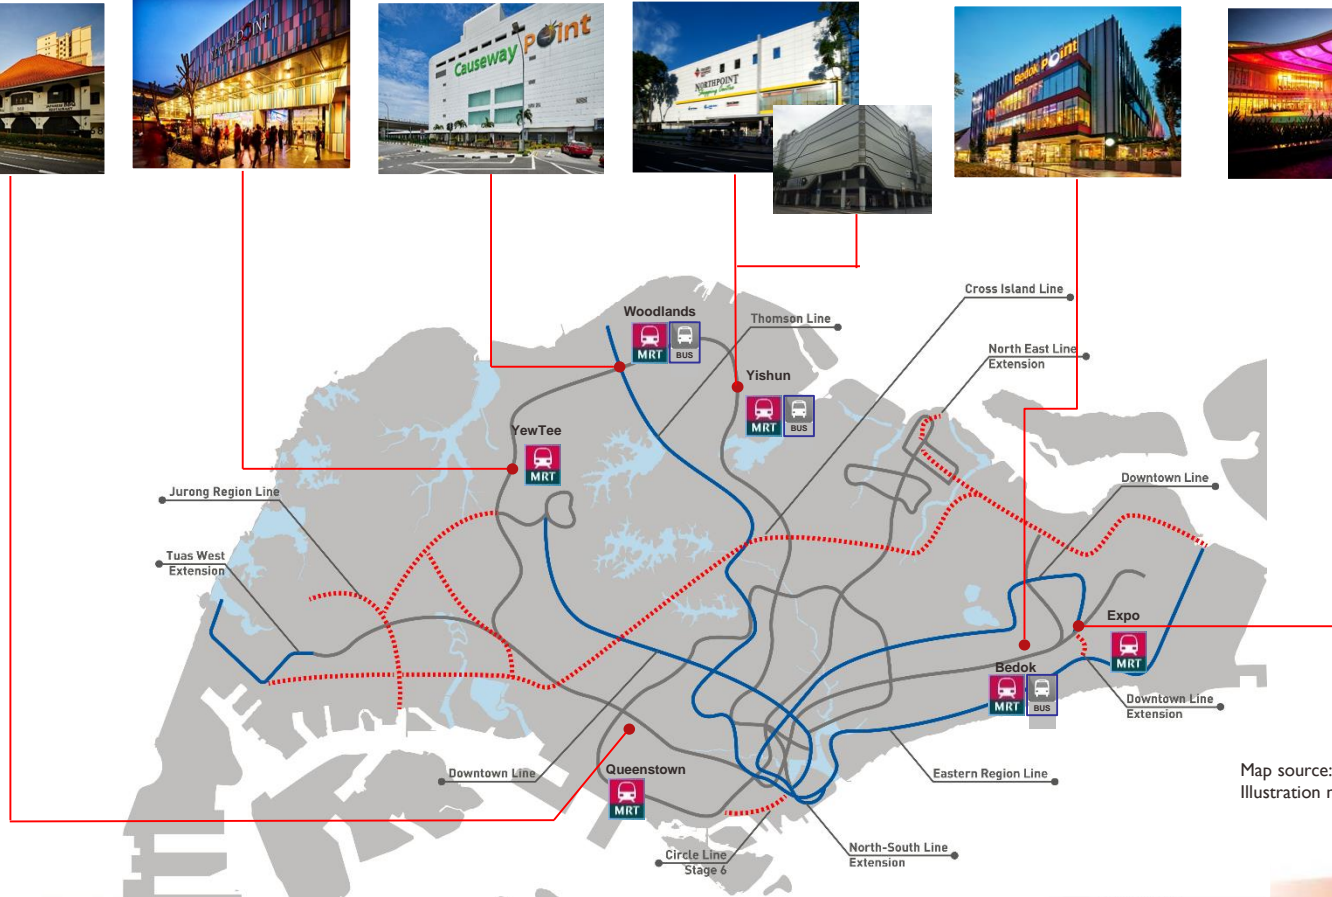 Causeway Point
NORTHPOINT
Shopping Centre
Bedok Point
Cross Island Line
Woodlands
Thomson Line
MRT
BUS
North East Line
Extension
Yishun
MRT
BUS
YewTee
MRT
Downtown Line
Jurong Region Line
Tuas West
Extension
Expo
MRT
Bedok
MRT
BUS
Downtown Line
Extension
Queenstown
MRT
Downtown Line
Eastern Region Line
Map source:
Illustration
North-South Line
Extension
Circle Line
Stage 6